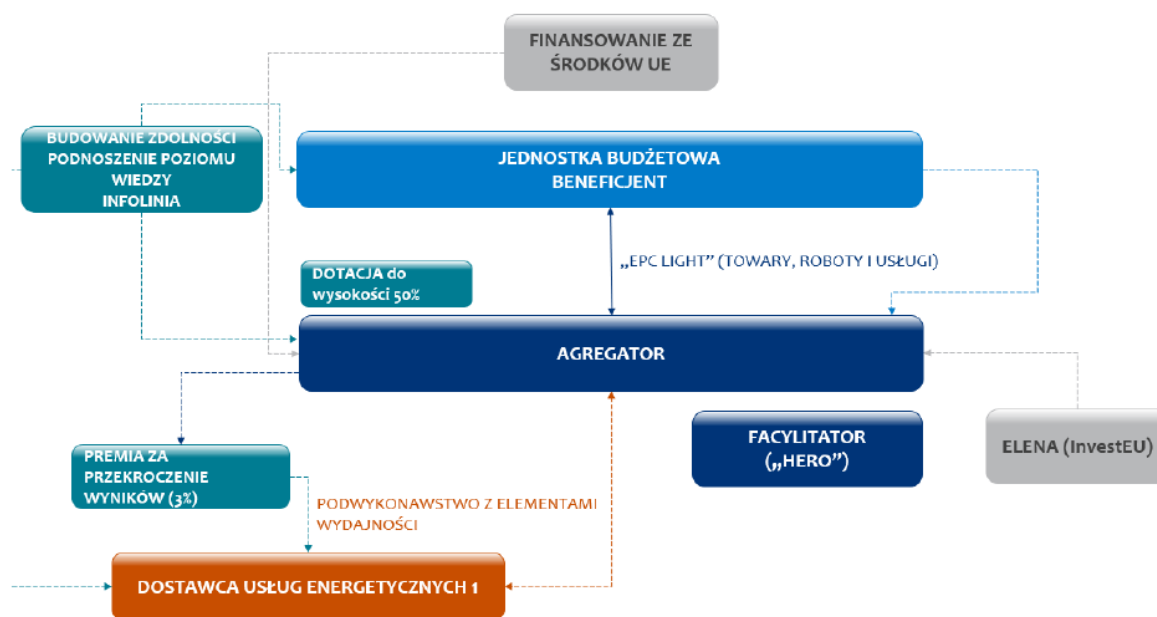 FINANSOWANIE ZE
ŚRODKÓW UE
BUDOWANIE ZDOLNOŚCI
PODNOSZENIE POZIOMU
WIEDZY
INFOLINIA
JEDNOSTKA BUDŻETOWA
BENEFICJENT
„EPC LIGHT” (TOWARY, ROBOTY I USŁUGI)
DOTACJA do
wysokości 50%
AGREGATOR
FACYLITATOR
(„HERO”)
ELENA (InvestEU)
PREMIA ZA
PRZEKROCZENIE
WYNIKÓW (3%)
PODWYKONAWSTWO Z ELEMENTAMI
WYDAJNOŚCI
DOSTAWCA USŁUG ENERGETYCZNYCH 1